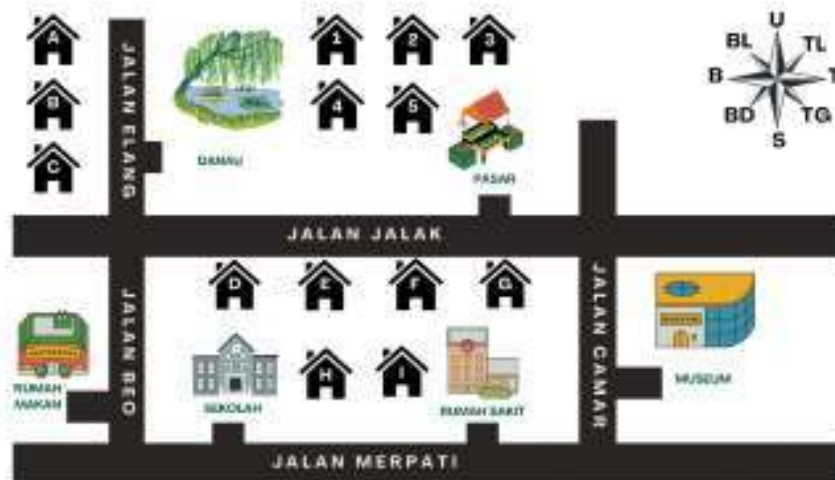 A
B
C
JALAN ELANG
DANAU
1
2
3
4
5
PASAR
U
BL
TL
B
T
BD
TG
S
JALAN JALAK
JALAN BEO
D
E
F
G
JALAN CAMAR
RUMAH
MAKAN
SEKOLAH
H
I
RUMAH SAKIT
MUSEUM
JALAN MERPATI